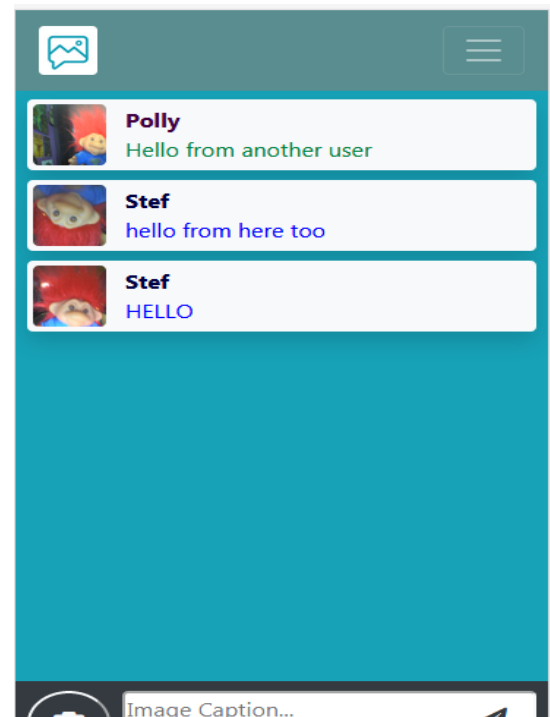 Polly
Hello from another user
Stef
hello from here too
Stef
HELLO
Image Caption...